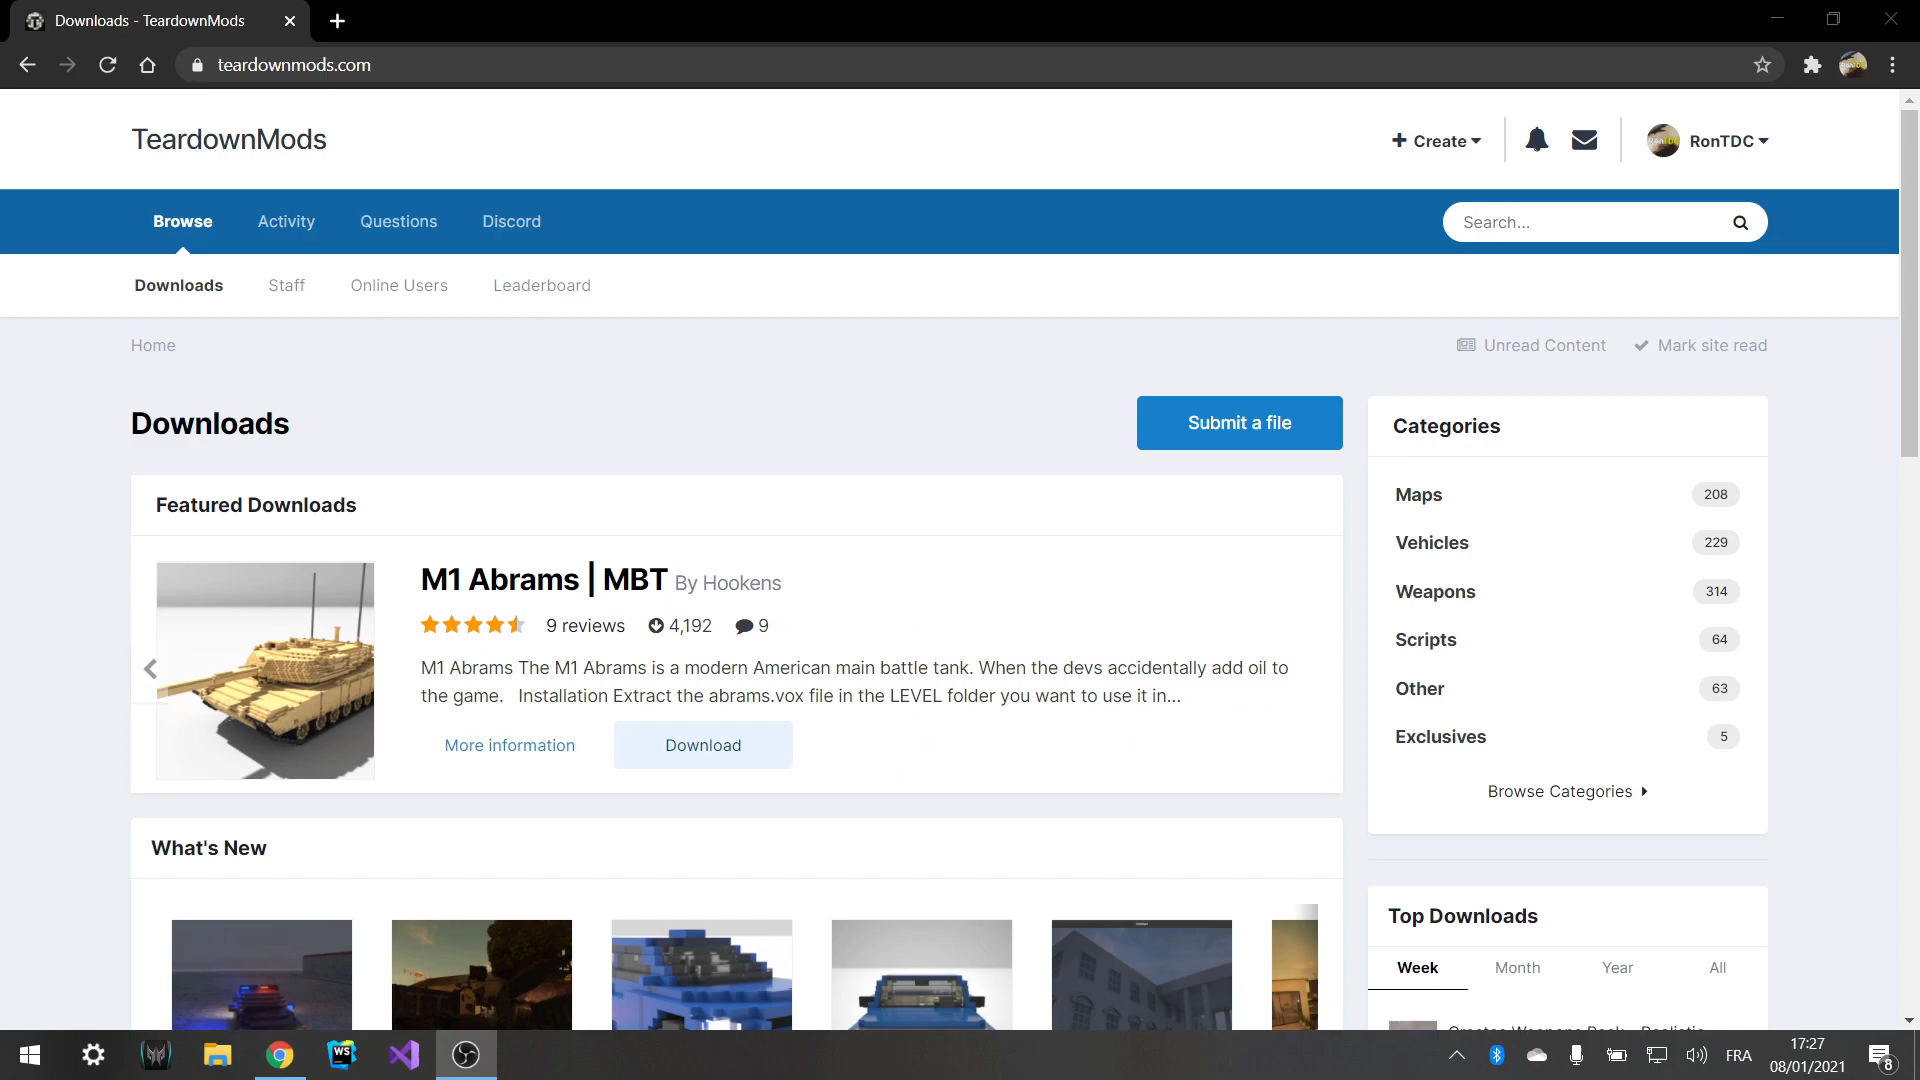 Downloads - TeardownMods
teardownmods.com
TeardownMods
Create
RonTDC
Browse
Activity
Questions
Discord
Search...
Downloads
Staff
Online Users
Leaderboard
Home
Unread Content
Mark site read
Downloads
Submit a file
Categories
Featured Downloads
Maps 208
Vehicles 229
Weapons 314
Scripts 64
Other 63
Exclusives 5
Browse Categories
M1 Abrams | MBT By Hookens
9 reviews 4,192 9
M1 Abrams The M1 Abrams is a modern American main battle tank. When the devs accidentally add oil to
the game. Installation Extract the abrams.vox file in the LEVEL folder you want to use it in...
More information
Download
What's New
Top Downloads
Week
Month
Year
All
WS
FRA
17:27
08/01/2021
8